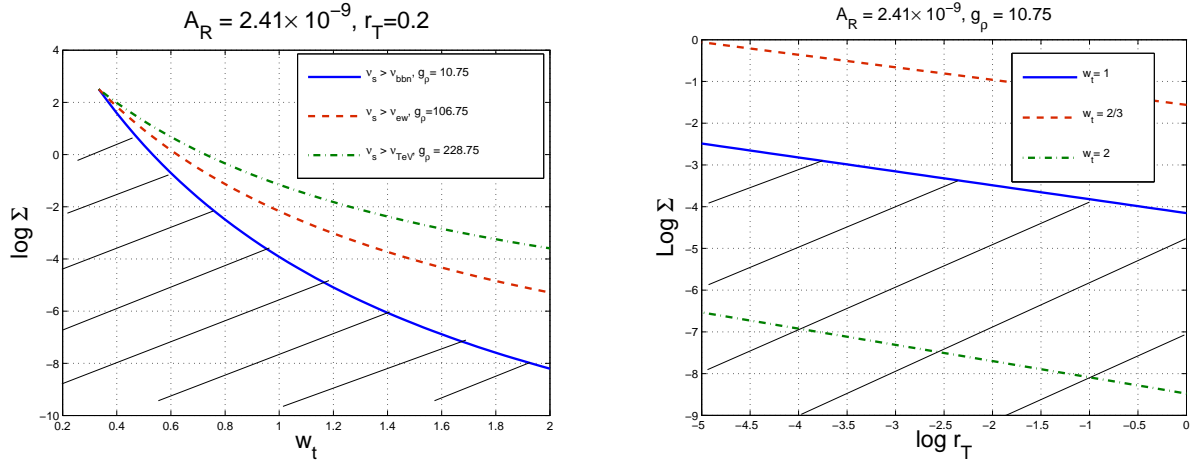 A_R = 2.41× 10^−9, r_T=0.2
4
2
0
−2
−4
−6
−8
−10
log Σ
0.2 0.4 0.6 0.8 1 1.2 1.4 1.6 1.8 2
w_t
ν_s > ν_bbn, g_ρ= 10.75
ν_s > ν_ew, g_ρ=106.75
ν_s > ν_TeV, g_ρ = 228.75
A_R = 2.41× 10^−9, g_ρ = 10.75
0
−1
−2
−3
−4
−5
−6
−7
−8
−9
Log Σ
−5 −4.5 −4 −3.5 −3 −2.5 −2 −1.5 −1 −0.5 0
log r_T
w_t = 1
w_t = 2/3
w_t = 2